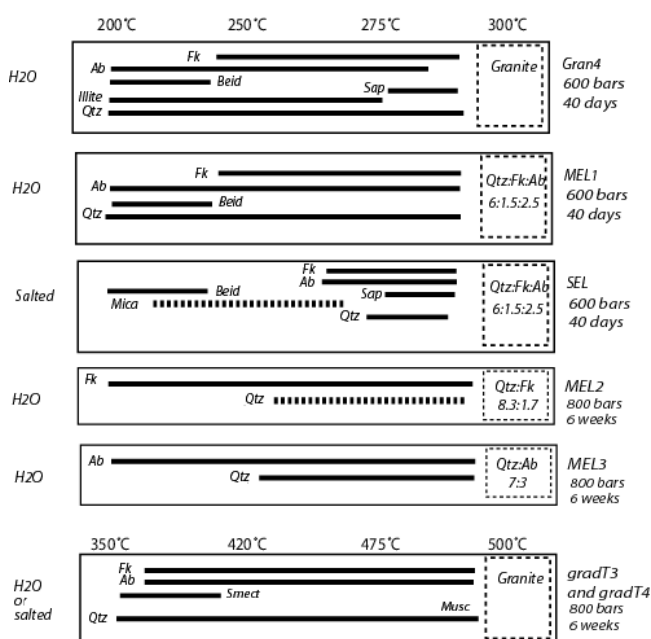 200°C 250°C 275°C 300°C
Fk
Ab
Beid
Sap
Illite
Qtz
H2O
Granite
Gran4
600 bars
40 days
Fk
Ab
Beid
Qtz
H2O
Qtz:Fk:Ab
6:1.5:2.5
MEL1
600 bars
40 days
Fk
Ab
Beid
Sap
Mica
Qtz
Salted
Qtz:Fk:Ab
6:1.5:2.5
SEL
600 bars
40 days
Fk
Qtz
H2O
Qtz:Fk
8.3:1.7
MEL2
800 bars
6 weeks
Ab
Qtz
H2O
Qtz:Ab
7:3
MEL3
800 bars
6 weeks
350°C 420°C 475°C 500°C
Fk
Ab
Smect
Musc
Qtz
H2O
or
salted
Granite
gradT3
and gradT4
800 bars
6 weeks